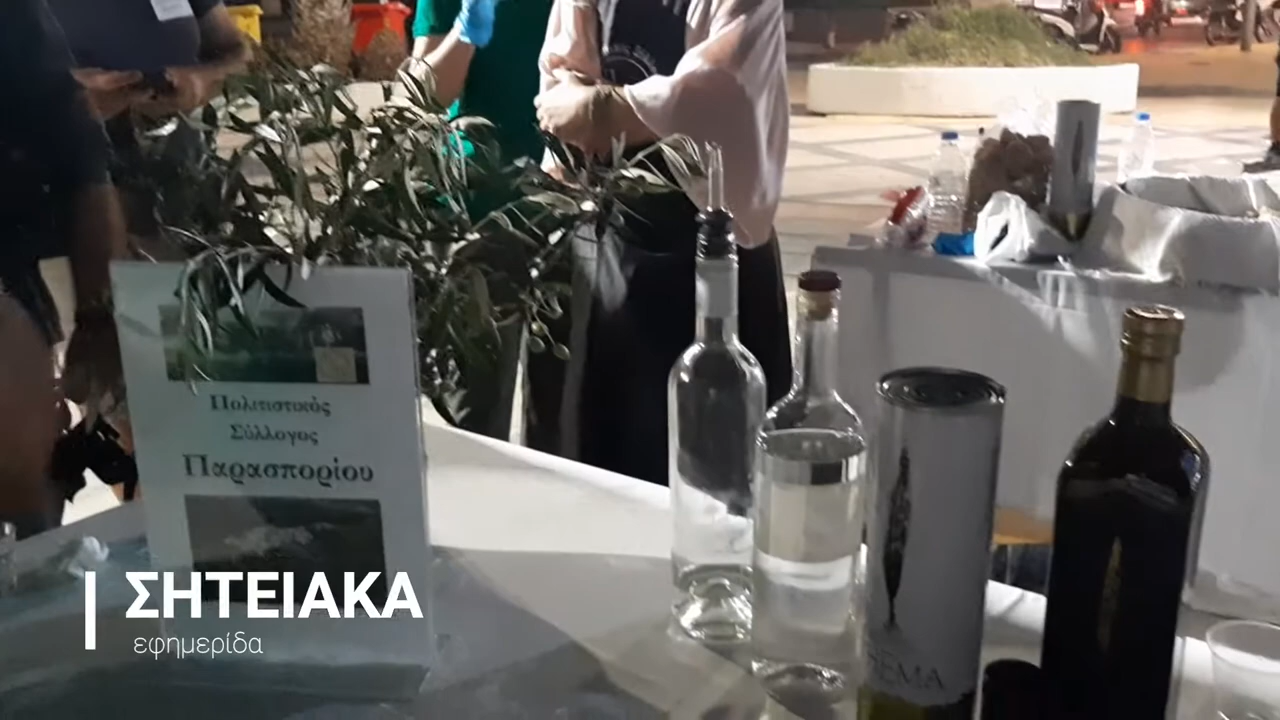 Πολιτιστικός
Σύλλογος
Παρασπορίου
ΣΗΤΕΙΑΚΑ
εφημερίδα